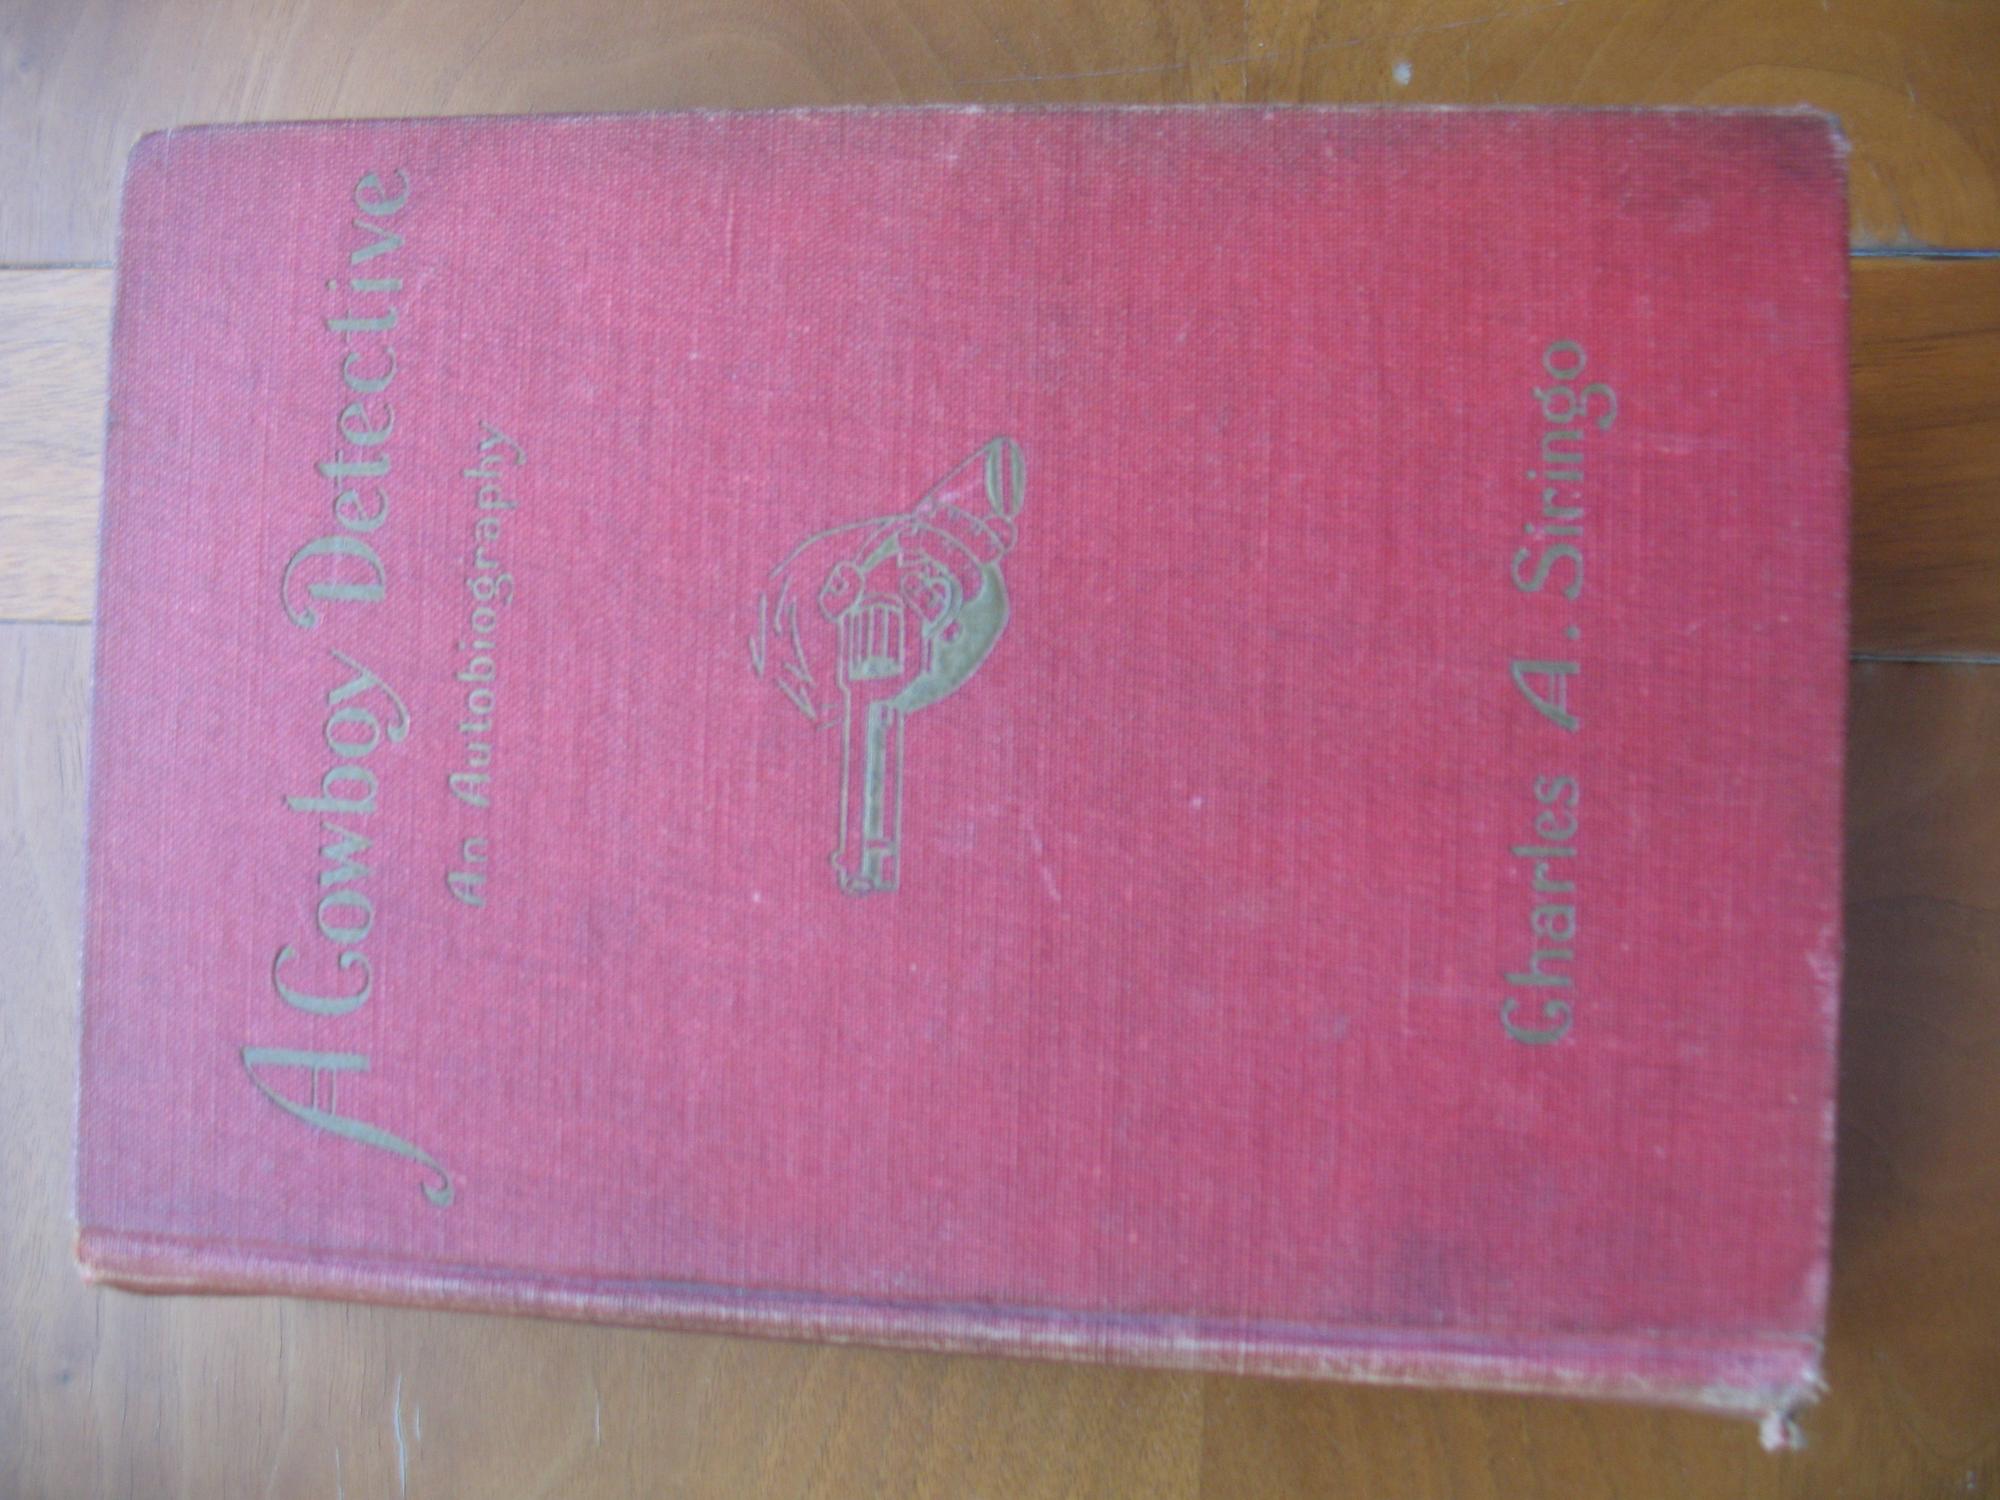 A Cowboy Detective
An Autobiography
Charles A. Siringo